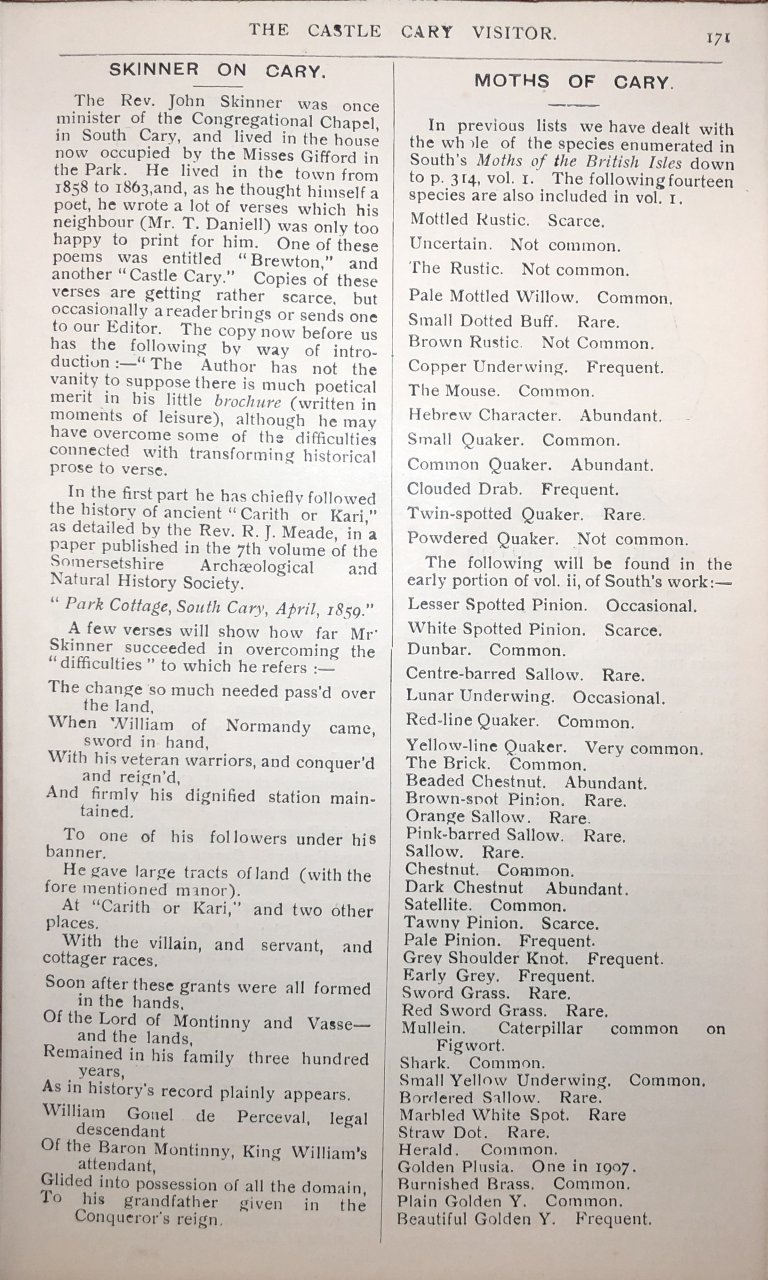 THE CASTLE CARY VISITOR.
171
SKINNER ON CARY.
The Rev. John Skinner was once
minister of the Congregational Chapel,
in South Cary, and lived in the house
now occupied by the Misses Gifford in
the Park. He lived in the town from
1858 to 1863,and, as he thought himself a
poet, he wrote a lot of verses which his
neighbour (Mr. T. Daniell) was only too
happy to print for him. One of these
poems was entitled "Brewton," and
another "Castle Cary." Copies of these
verses are getting rather scarce, but
occasionally a reader brings or sends one
to our Editor. The copy now before us
has the following by way of intro-
duction :—"The Author has not the
vanity to suppose there is much poetical
merit in his little brochure (written in
moments of leisure), although he may
have overcome some of the difficulties
connected with transforming historical
prose to verse.
In the first part he has chiefly followed
the history of ancient "Carith or Kari,"
as detailed by the Rev. R. J. Meade, in a
paper published in the 7th volume of the
Somersetshire Archæological and
Natural History Society.
"Park Cottage, South Cary, April, 1859."
A few verses will show how far Mr·
Skinner succeeded in overcoming the
"difficulties" to which he refers :—
The change so much needed pass'd over
the land,
When William of Normandy came,
sword in hand,
With his veteran warriors, and conquer'd
and reign'd,
And firmly his dignified station main-
tained.
To one of his followers under his
banner.
He gave large tracts of land (with the
fore mentioned manor).
At "Carith or Kari," and two other
places.
With the villain, and servant, and
cottager races.
Soon after these grants were all formed
in the hands,
Of the Lord of Montinny and Vasse—
and the lands,
Remained in his family three hundred
years,
As in history's record plainly appears.
William Gouel de Perceval, legal
descendant
Of the Baron Montinny, King William's
attendant,
Glided into possession of all the domain,
To his grandfather given in the
Conqueror's reign.
MOTHS OF CARY.
In previous lists we have dealt with
the whole of the species enumerated in
South's Moths of the British Isles down
to p. 314, vol. 1. The following fourteen
species are also included in vol. 1.
Mottled Rustic. Scarce.
Uncertain. Not common.
The Rustic. Not common.
Pale Mottled Willow. Common.
Small Dotted Buff. Rare.
Brown Rustic. Not Common.
Copper Underwing. Frequent.
The Mouse. Common.
Hebrew Character. Abundant.
Small Quaker. Common.
Common Quaker. Abundant.
Clouded Drab. Frequent.
Twin-spotted Quaker. Rare.
Powdered Quaker. Not common.
The following will be found in the
early portion of vol. ii, of South's work:—
Lesser Spotted Pinion. Occasional.
White Spotted Pinion. Scarce.
Dunbar. Common.
Centre-barred Sallow. Rare.
Lunar Underwing. Occasional.
Red-line Quaker. Common.
Yellow-line Quaker. Very common.
The Brick. Common.
Beaded Chestnut. Abundant.
Brown-spot Pinion. Rare.
Orange Sallow. Rare.
Pink-barred Sallow. Rare.
Sallow. Rare.
Chestnut. Common.
Dark Chestnut Abundant.
Satellite. Common.
Tawny Pinion. Scarce.
Pale Pinion. Frequent.
Grey Shoulder Knot. Frequent.
Early Grey. Frequent.
Sword Grass. Rare.
Red Sword Grass. Rare.
Mullein. Caterpillar common on
Figwort.
Shark. Common.
Small Yellow Underwing. Common.
Bordered Sallow. Rare.
Marbled White Spot. Rare
Straw Dot. Rare.
Herald. Common.
Golden Plusia. One in 1907.
Burnished Brass. Common.
Plain Golden Y. Common.
Beautiful Golden Y. Frequent.